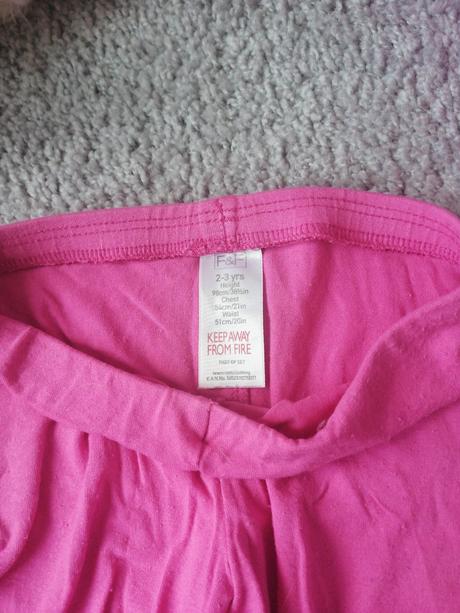 F&F
2-3 yrs
Height
98cm/38½in
Chest
54cm/21in
Waist
51cm/20in
KEEP AWAY
FROM FIRE
PART OF SET